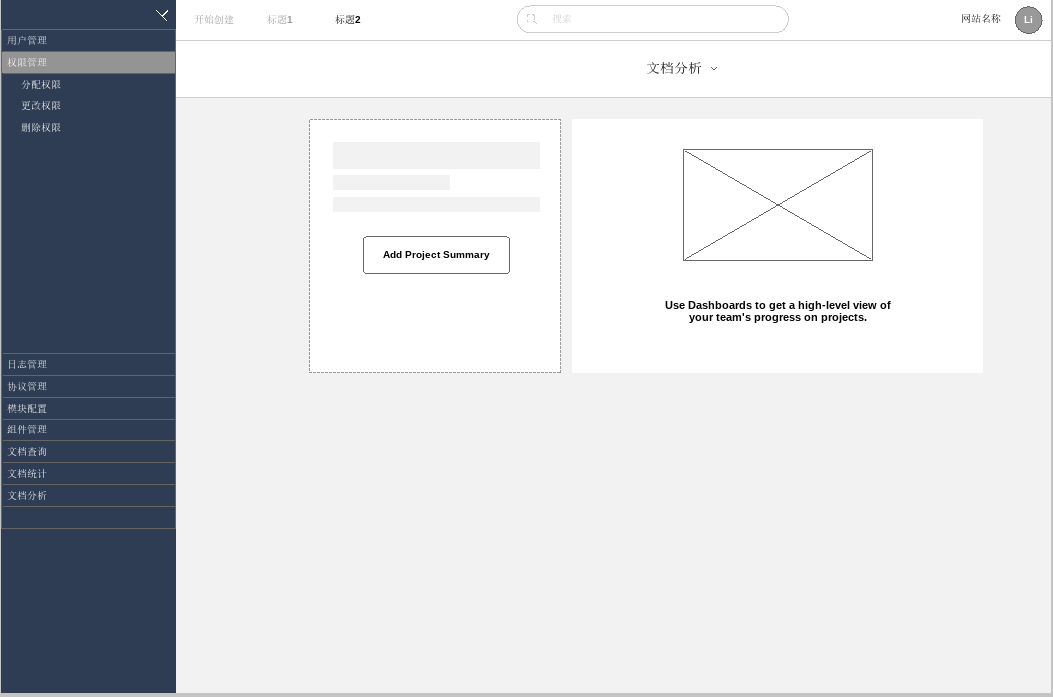 开始创建 标题1 标题2 搜索 网站名称 Li
用户管理
权限管理
分配权限
更改权限
删除权限
日志管理
协议管理
模块配置
组件管理
文档查询
文档统计
文档分析
文档分析
Add Project Summary
Use Dashboards to get a high-level view of
your team's progress on projects.